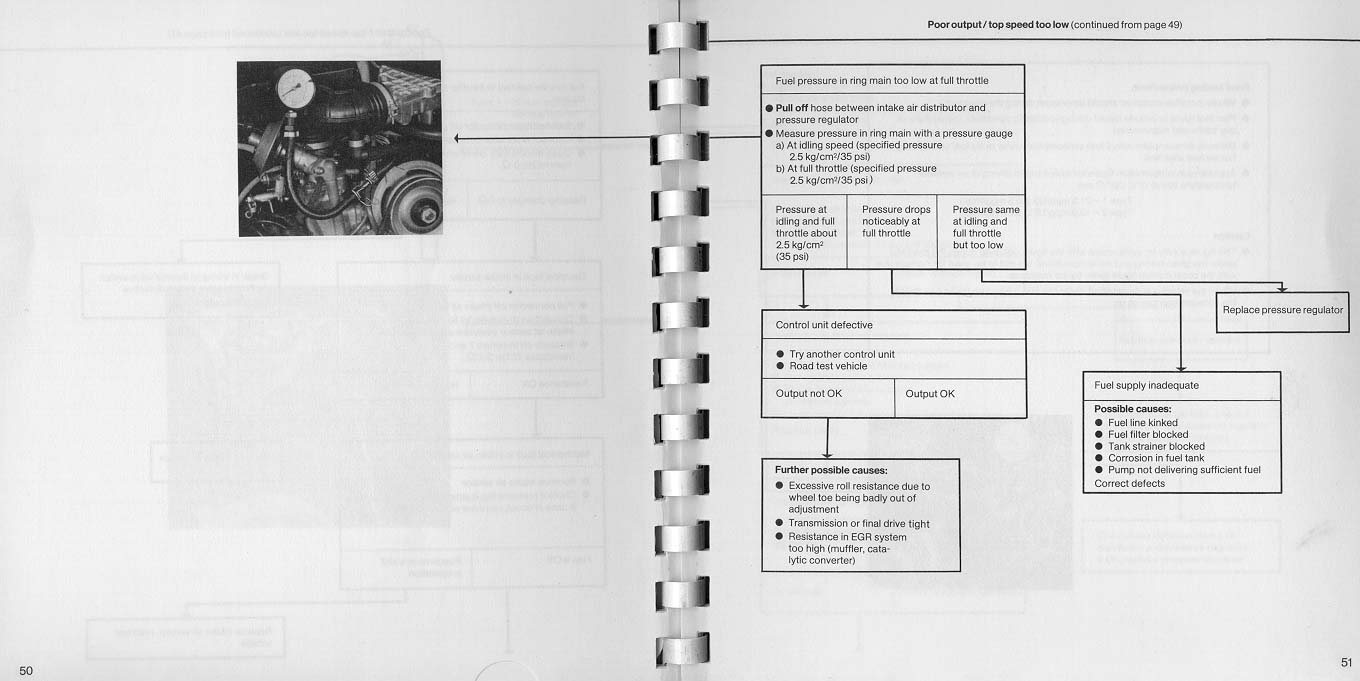 Poor output/top speed too low (continued from page 49)
Fuel pressure in ring main too low at full throttle
● Pull off hose between intake air distributor and
pressure regulator
● Measure pressure in ring main with a pressure gauge
a) At idling speed (specified pressure
2.5 kg/cm²/35 psi)
b) At full throttle (specified pressure
2.5 kg/cm²/35 psi)
Pressure at
idling and full
throttle about
2.5 kg/cm²
(35 psi)
Pressure drops
noticeably at
full throttle
Pressure same
at idling and
full throttle
but too low
Replace pressure regulator
Control unit defective
● Try another control unit
● Road test vehicle
Output not OK
Output OK
Fuel supply inadequate
Possible causes:
● Fuel line kinked
● Fuel filter blocked
● Tank strainer blocked
● Corrosion in fuel tank
● Pump not delivering sufficient fuel
Correct defects
Further possible causes:
● Excessive roll resistance due to
wheel toe being badly out of
adjustment
● Transmission or final drive tight
● Resistance in EGR system
too high (muffler, cata-
lytic converter)
50
51